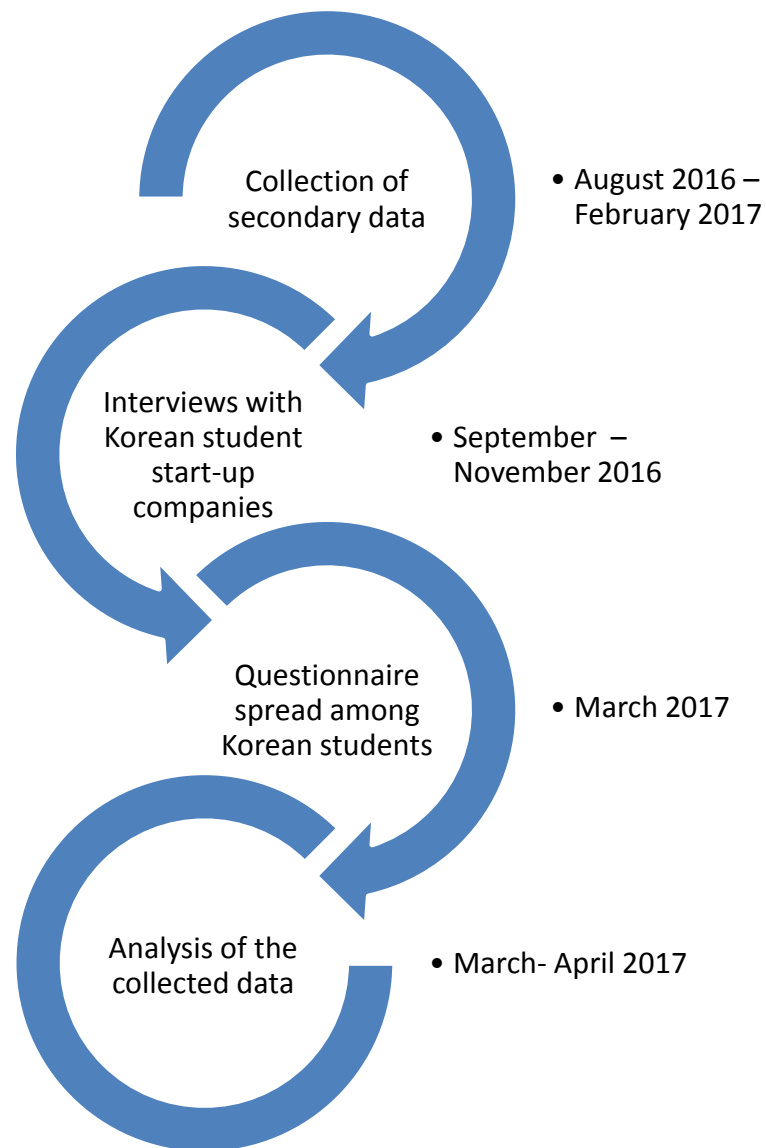 Collection of
secondary data
• August 2016 –
February 2017
Interviews with
Korean student
start-up
companies
• September –
November 2016
Questionnaire
spread among
Korean students
• March 2017
Analysis of the
collected data
• March- April 2017